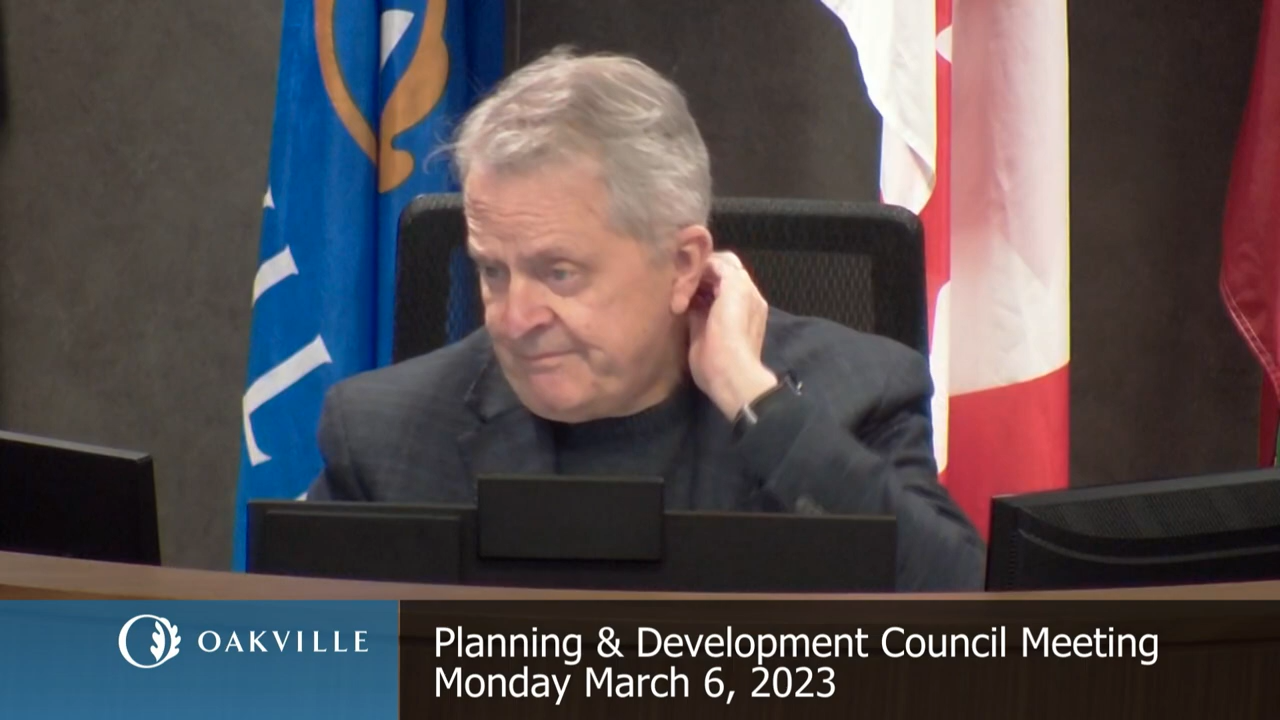 OAKVILLE
Planning & Development Council Meeting
Monday March 6, 2023